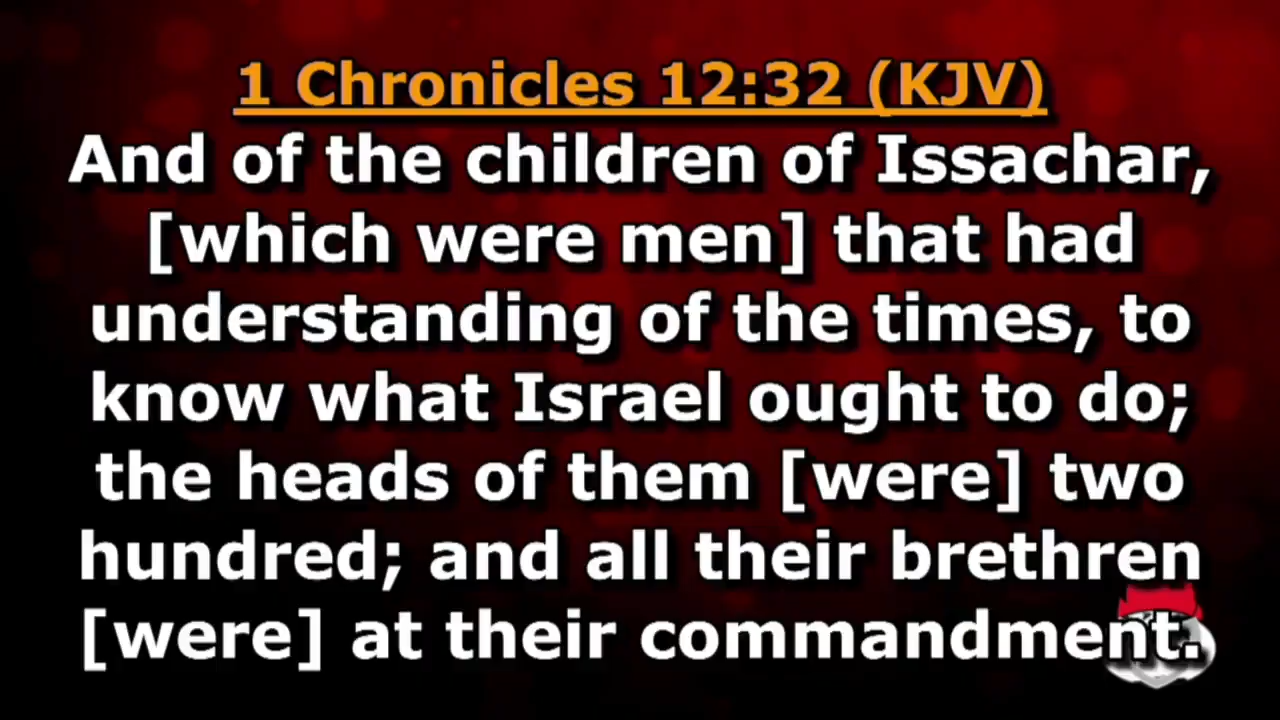 1 Chronicles 12:32 (KJV)
And of the children of Issachar,
[which were men] that had
understanding of the times, to
know what Israel ought to do;
the heads of them [were] two
hundred; and all their brethren
[were] at their commandment.